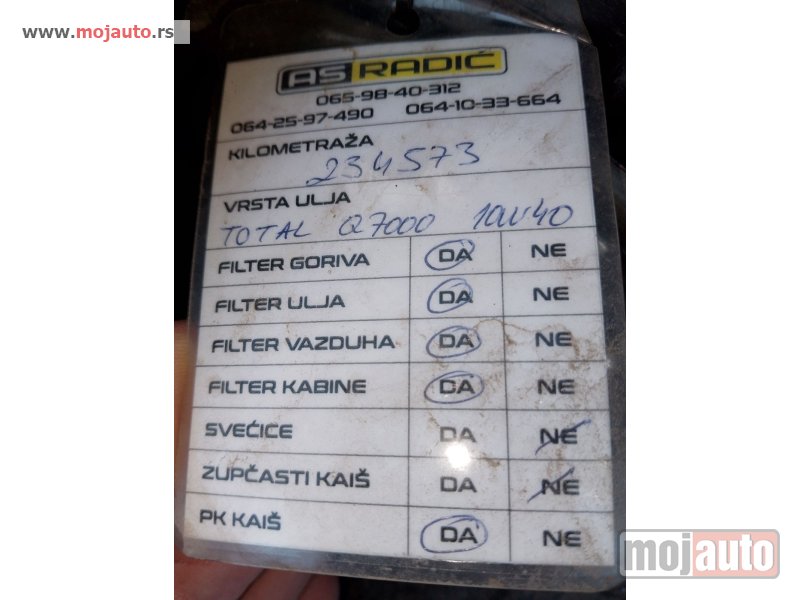 www.mojauto.rs
AS RADIĆ
065-98-40-312
064-25-97-490 064-10-33-664
KILOMETRAŽA
234573
VRSTA ULJA
TOTAL Q7000 10W40
FILTER GORIVA DA NE
FILTER ULJA DA NE
FILTER VAZDUHA DA NE
FILTER KABINE DA NE
SVEĆICE DA NE
ZUPČASTI KAIŠ DA NE
PK KAIŠ DA NE
mojauto